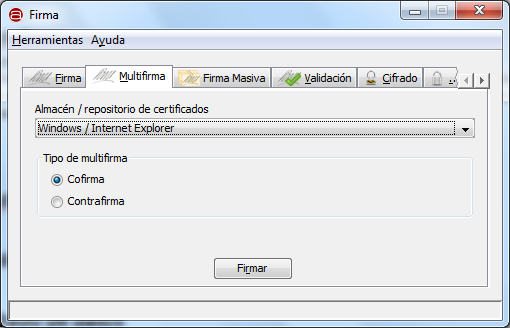 Firma
Herramientas Ayuda
Firma Multifirma Firma Masiva Validación Cifrado
Almacén / repositorio de certificados
Windows / Internet Explorer
Tipo de multifirma
Cofirma
Contrafirma
Firmar